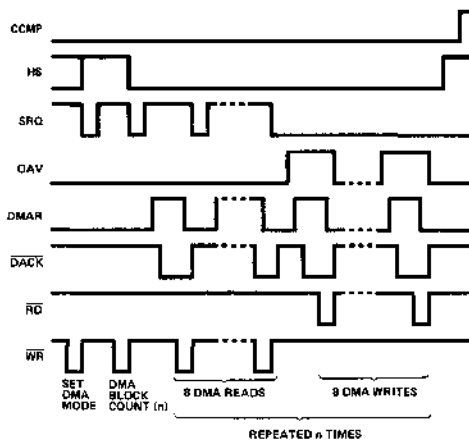 CCMP
HS
SRQ
OAV
DMAR
DACK
RD
WR
SET DMA MODE
DMA BLOCK COUNT (n)
8 DMA READS
8 DMA WRITES
REPEATED n TIMES